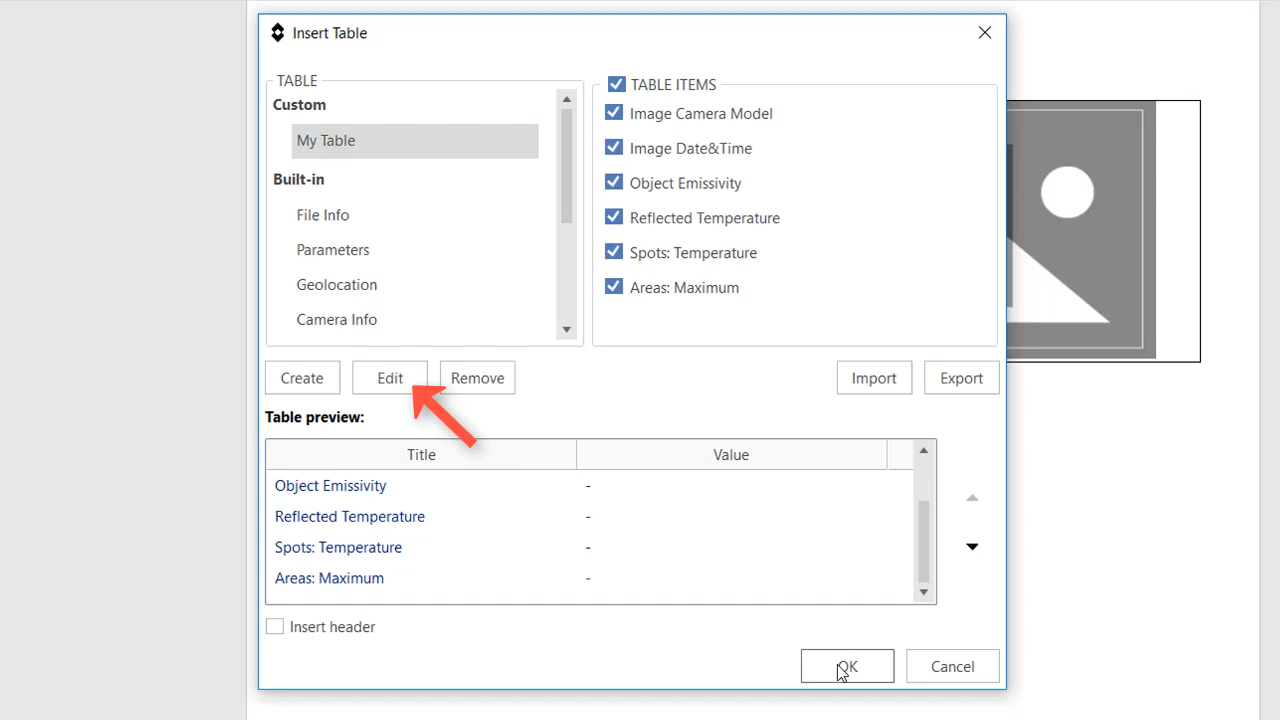 Insert Table
TABLE
Custom
My Table
Built-in
File Info
Parameters
Geolocation
Camera Info
TABLE ITEMS
Image Camera Model
Image Date&Time
Object Emissivity
Reflected Temperature
Spots: Temperature
Areas: Maximum
Create Edit Remove Import Export
Table preview:
Title Value
Object Emissivity -
Reflected Temperature -
Spots: Temperature -
Areas: Maximum -
Insert header
OK Cancel